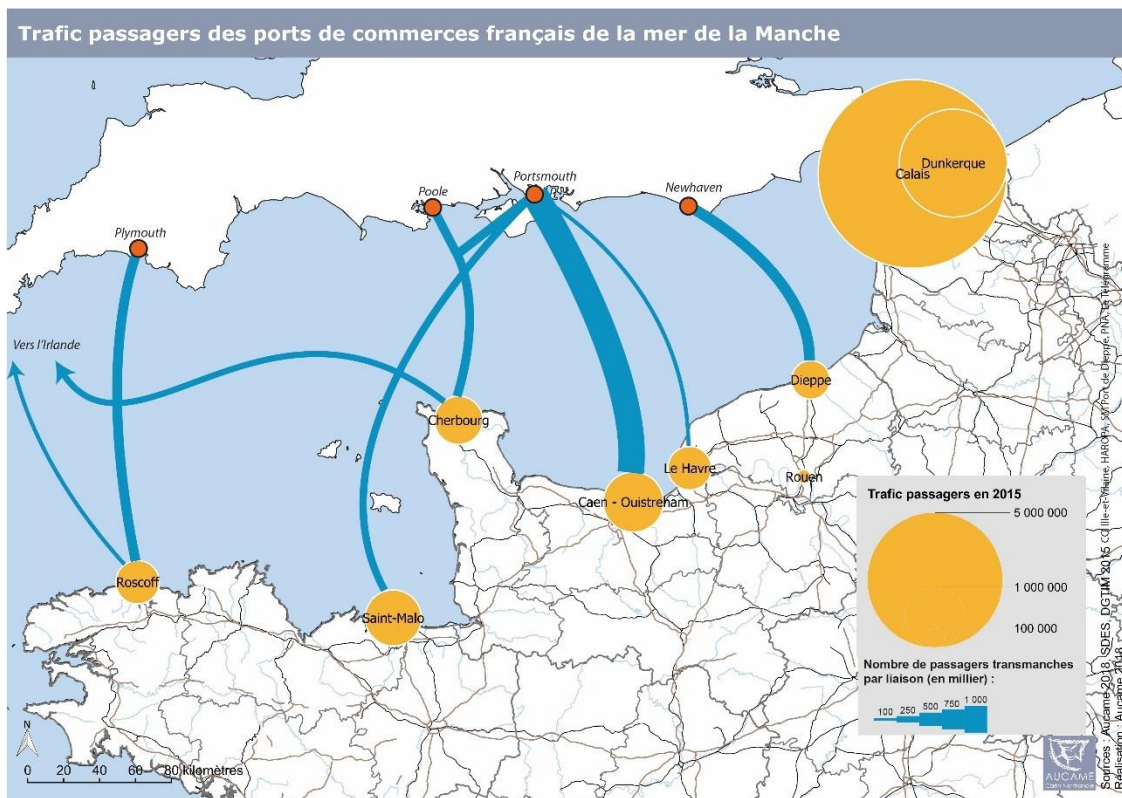 Trafic passagers des ports de commerces français de la mer de la Manche
Dunkerque
Calais
Portsmouth
Poole
Newhaven
Plymouth
Vers l'Irlande
Dieppe
Cherbourg
Le Havre
Rouen
Caen - Ouistreham
Roscoff
Saint-Malo
Trafic passagers en 2015
5 000 000
1 000 000
100 000
Nombre de passagers transmanches
par liaison (en millier) :
100 250 500 750 1 000
N
0 20 40 60 80 kilomètres
AUCAME
Caen Normandie
Sources : Aucame 2018, SDES, DGTIM 2015 CCI Ille-et-Vilaine, HAROPA, Port de Dieppe, PNA, Le Télégramme
Réalisation : Aucame 2018